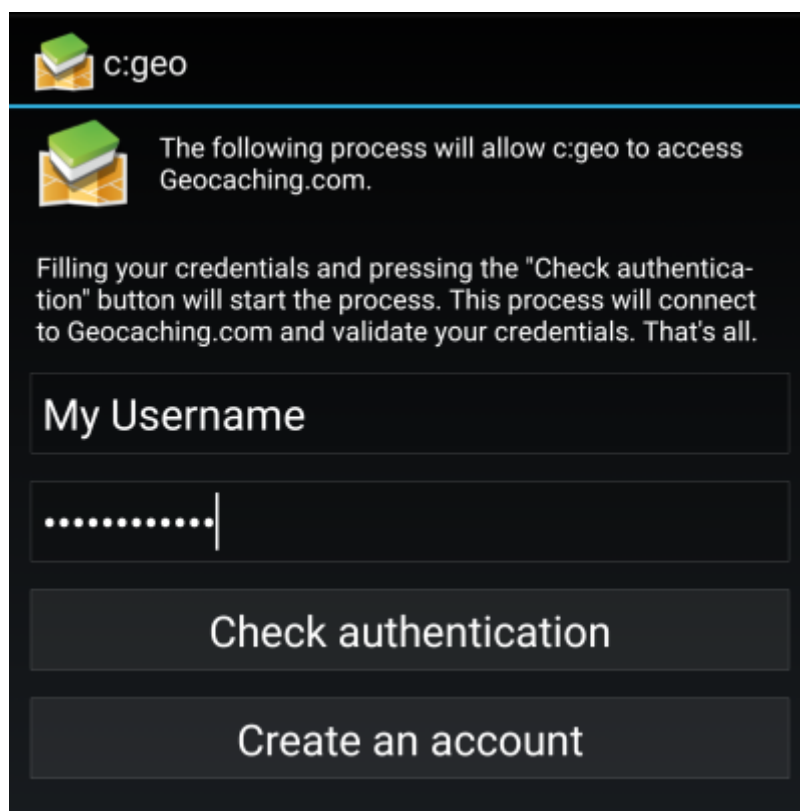 c:geo
The following process will allow c:geo to access
Geocaching.com.
Filling your credentials and pressing the "Check authentica-
tion" button will start the process. This process will connect
to Geocaching.com and validate your credentials. That's all.
My Username
••••••••••••
Check authentication
Create an account